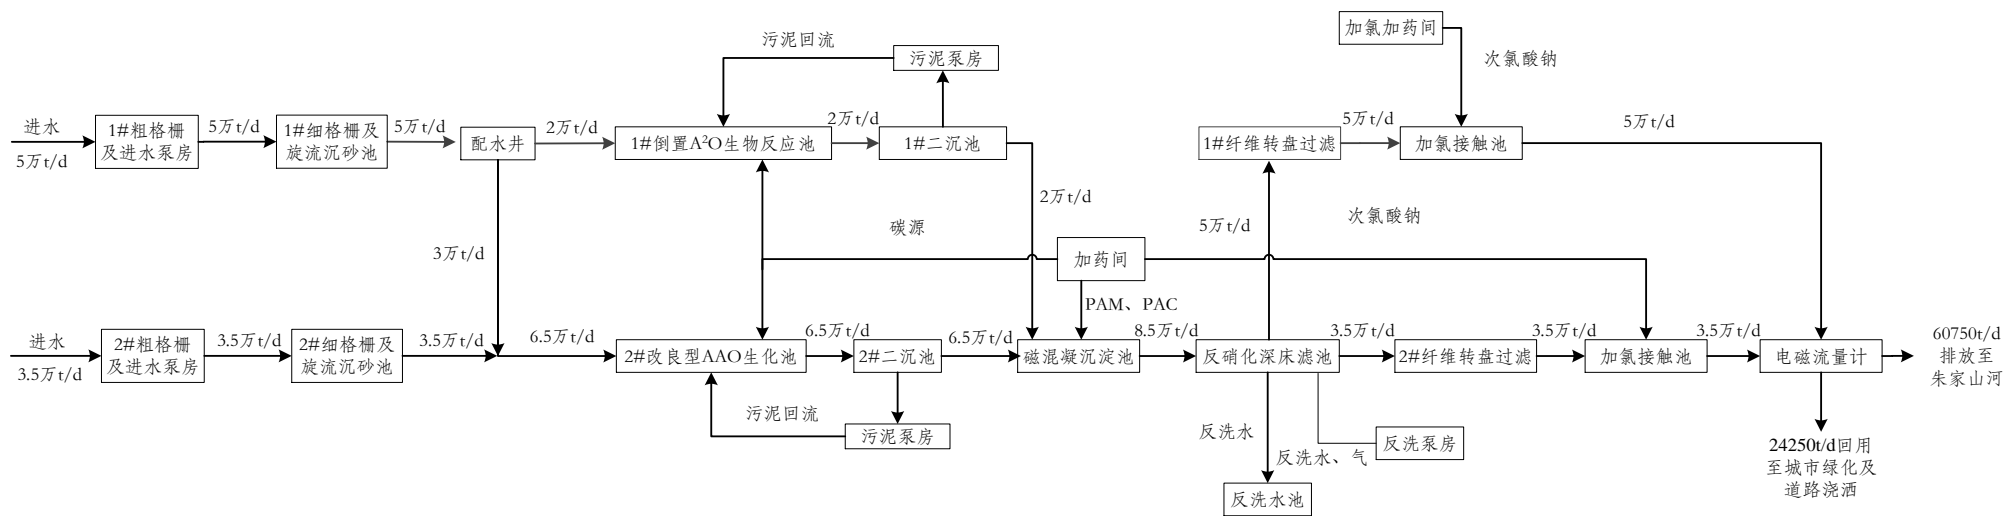 加氯加药间
次氯酸钠
污泥回流
污泥泵房
进水
5万t/d
1#粗格栅
及进水泵房
5万t/d
1#细格栅及
旋流沉砂池
5万t/d
配水井
2万t/d
1#倒置A²O生物反应池
2万t/d
1#二沉池
1#纤维转盘过滤
5万t/d
加氯接触池
5万t/d
2万t/d
碳源
次氯酸钠
5万t/d
3万t/d
加药间
PAM、PAC
进水
3.5万t/d
2#粗格栅
及进水泵房
3.5万t/d
2#细格栅及
旋流沉砂池
3.5万t/d
6.5万t/d
2#改良型AAO生化池
6.5万t/d
2#二沉池
6.5万t/d
磁混凝沉淀池
8.5万t/d
反硝化深床滤池
3.5万t/d
2#纤维转盘过滤
3.5万t/d
加氯接触池
3.5万t/d
电磁流量计
60750t/d
排放至
朱家山河
污泥回流
污泥泵房
反洗水
反洗水、气
反洗泵房
反洗水池
24250t/d回用
至城市绿化及
道路浇洒